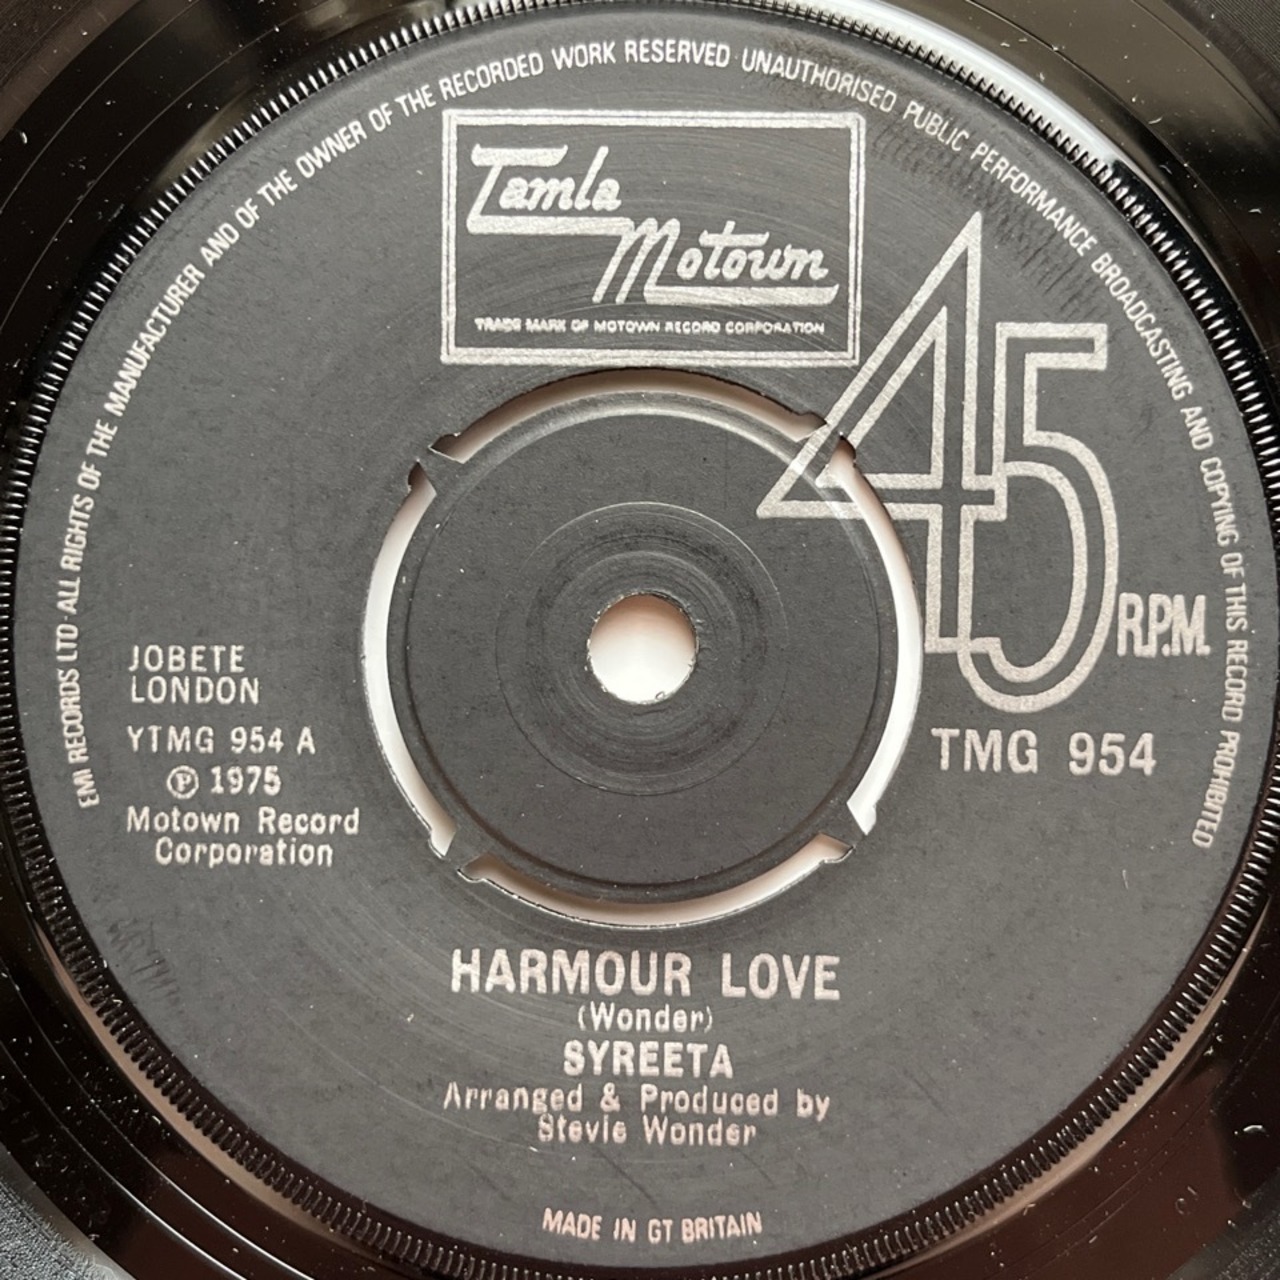 EMI RECORDS LTD · ALL RIGHTS OF THE MANUFACTURER AND OF THE OWNER OF THE RECORDED WORK RESERVED · UNAUTHORISED PUBLIC PERFORMANCE BROADCASTING AND COPYING OF THIS RECORD PROHIBITED
Tamla
Motown
TRADE MARK OF MOTOWN RECORD CORPORATION
45
R.P.M.
TMG 954
JOBETE
LONDON
YTMG 954 A
℗ 1975
Motown Record
Corporation
HARMOUR LOVE
(Wonder)
SYREETA
Arranged & Produced by
Stevie Wonder
MADE IN GT BRITAIN